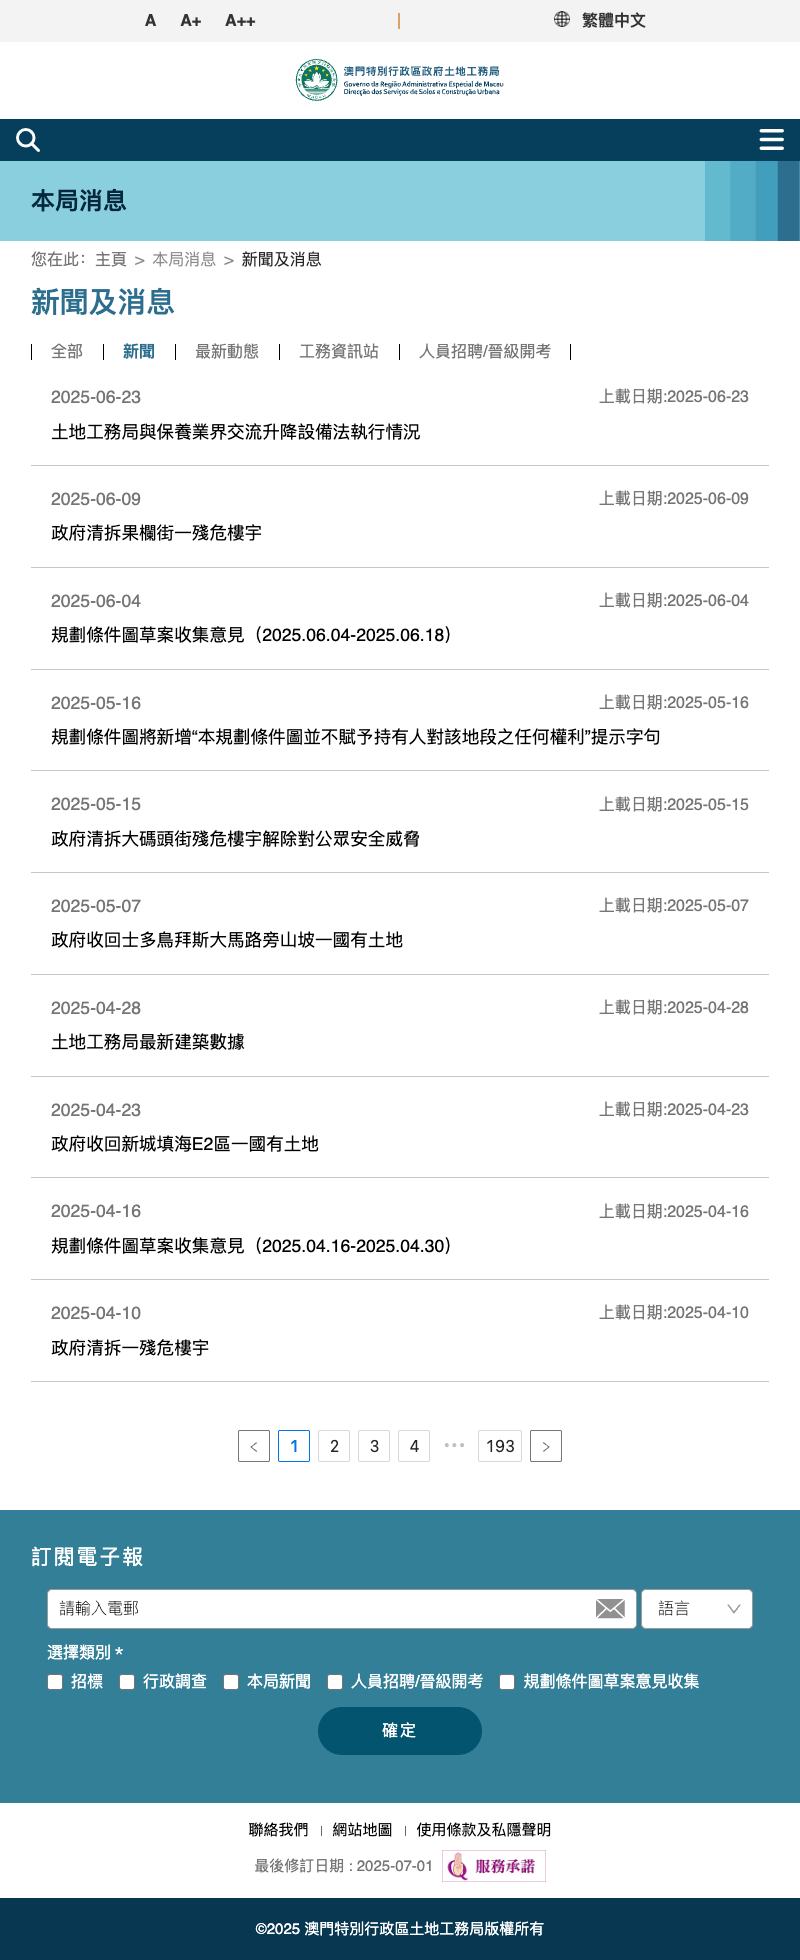 A A+ A++ 繁體中文
澳門特別行政區政府土地工務局
Governo da Região Administrativa Especial de Macau
Direcção dos Serviços de Solos e Construção Urbana
本局消息
您在此：主頁 > 本局消息 > 新聞及消息
新聞及消息
全部 新聞 最新動態 工務資訊站 人員招聘/晉級開考
2025-06-23 上載日期:2025-06-23
土地工務局與保養業界交流升降設備法執行情況
2025-06-09 上載日期:2025-06-09
政府清拆果欄街一殘危樓宇
2025-06-04 上載日期:2025-06-04
規劃條件圖草案收集意見（2025.06.04-2025.06.18）
2025-05-16 上載日期:2025-05-16
規劃條件圖將新增“本規劃條件圖並不賦予持有人對該地段之任何權利”提示字句
2025-05-15 上載日期:2025-05-15
政府清拆大碼頭街殘危樓宇解除對公眾安全威脅
2025-05-07 上載日期:2025-05-07
政府收回士多鳥拜斯大馬路旁山坡一國有土地
2025-04-28 上載日期:2025-04-28
土地工務局最新建築數據
2025-04-23 上載日期:2025-04-23
政府收回新城填海E2區一國有土地
2025-04-16 上載日期:2025-04-16
規劃條件圖草案收集意見（2025.04.16-2025.04.30）
2025-04-10 上載日期:2025-04-10
政府清拆一殘危樓宇
< 1 2 3 4 ••• 193 >
訂閱電子報
請輸入電郵 語言
選擇類別 *
招標 行政調查 本局新聞 人員招聘/晉級開考 規劃條件圖草案意見收集
確定
聯絡我們 | 網站地圖 | 使用條款及私隱聲明
最後修訂日期 : 2025-07-01 服務承諾
©2025 澳門特別行政區土地工務局版權所有